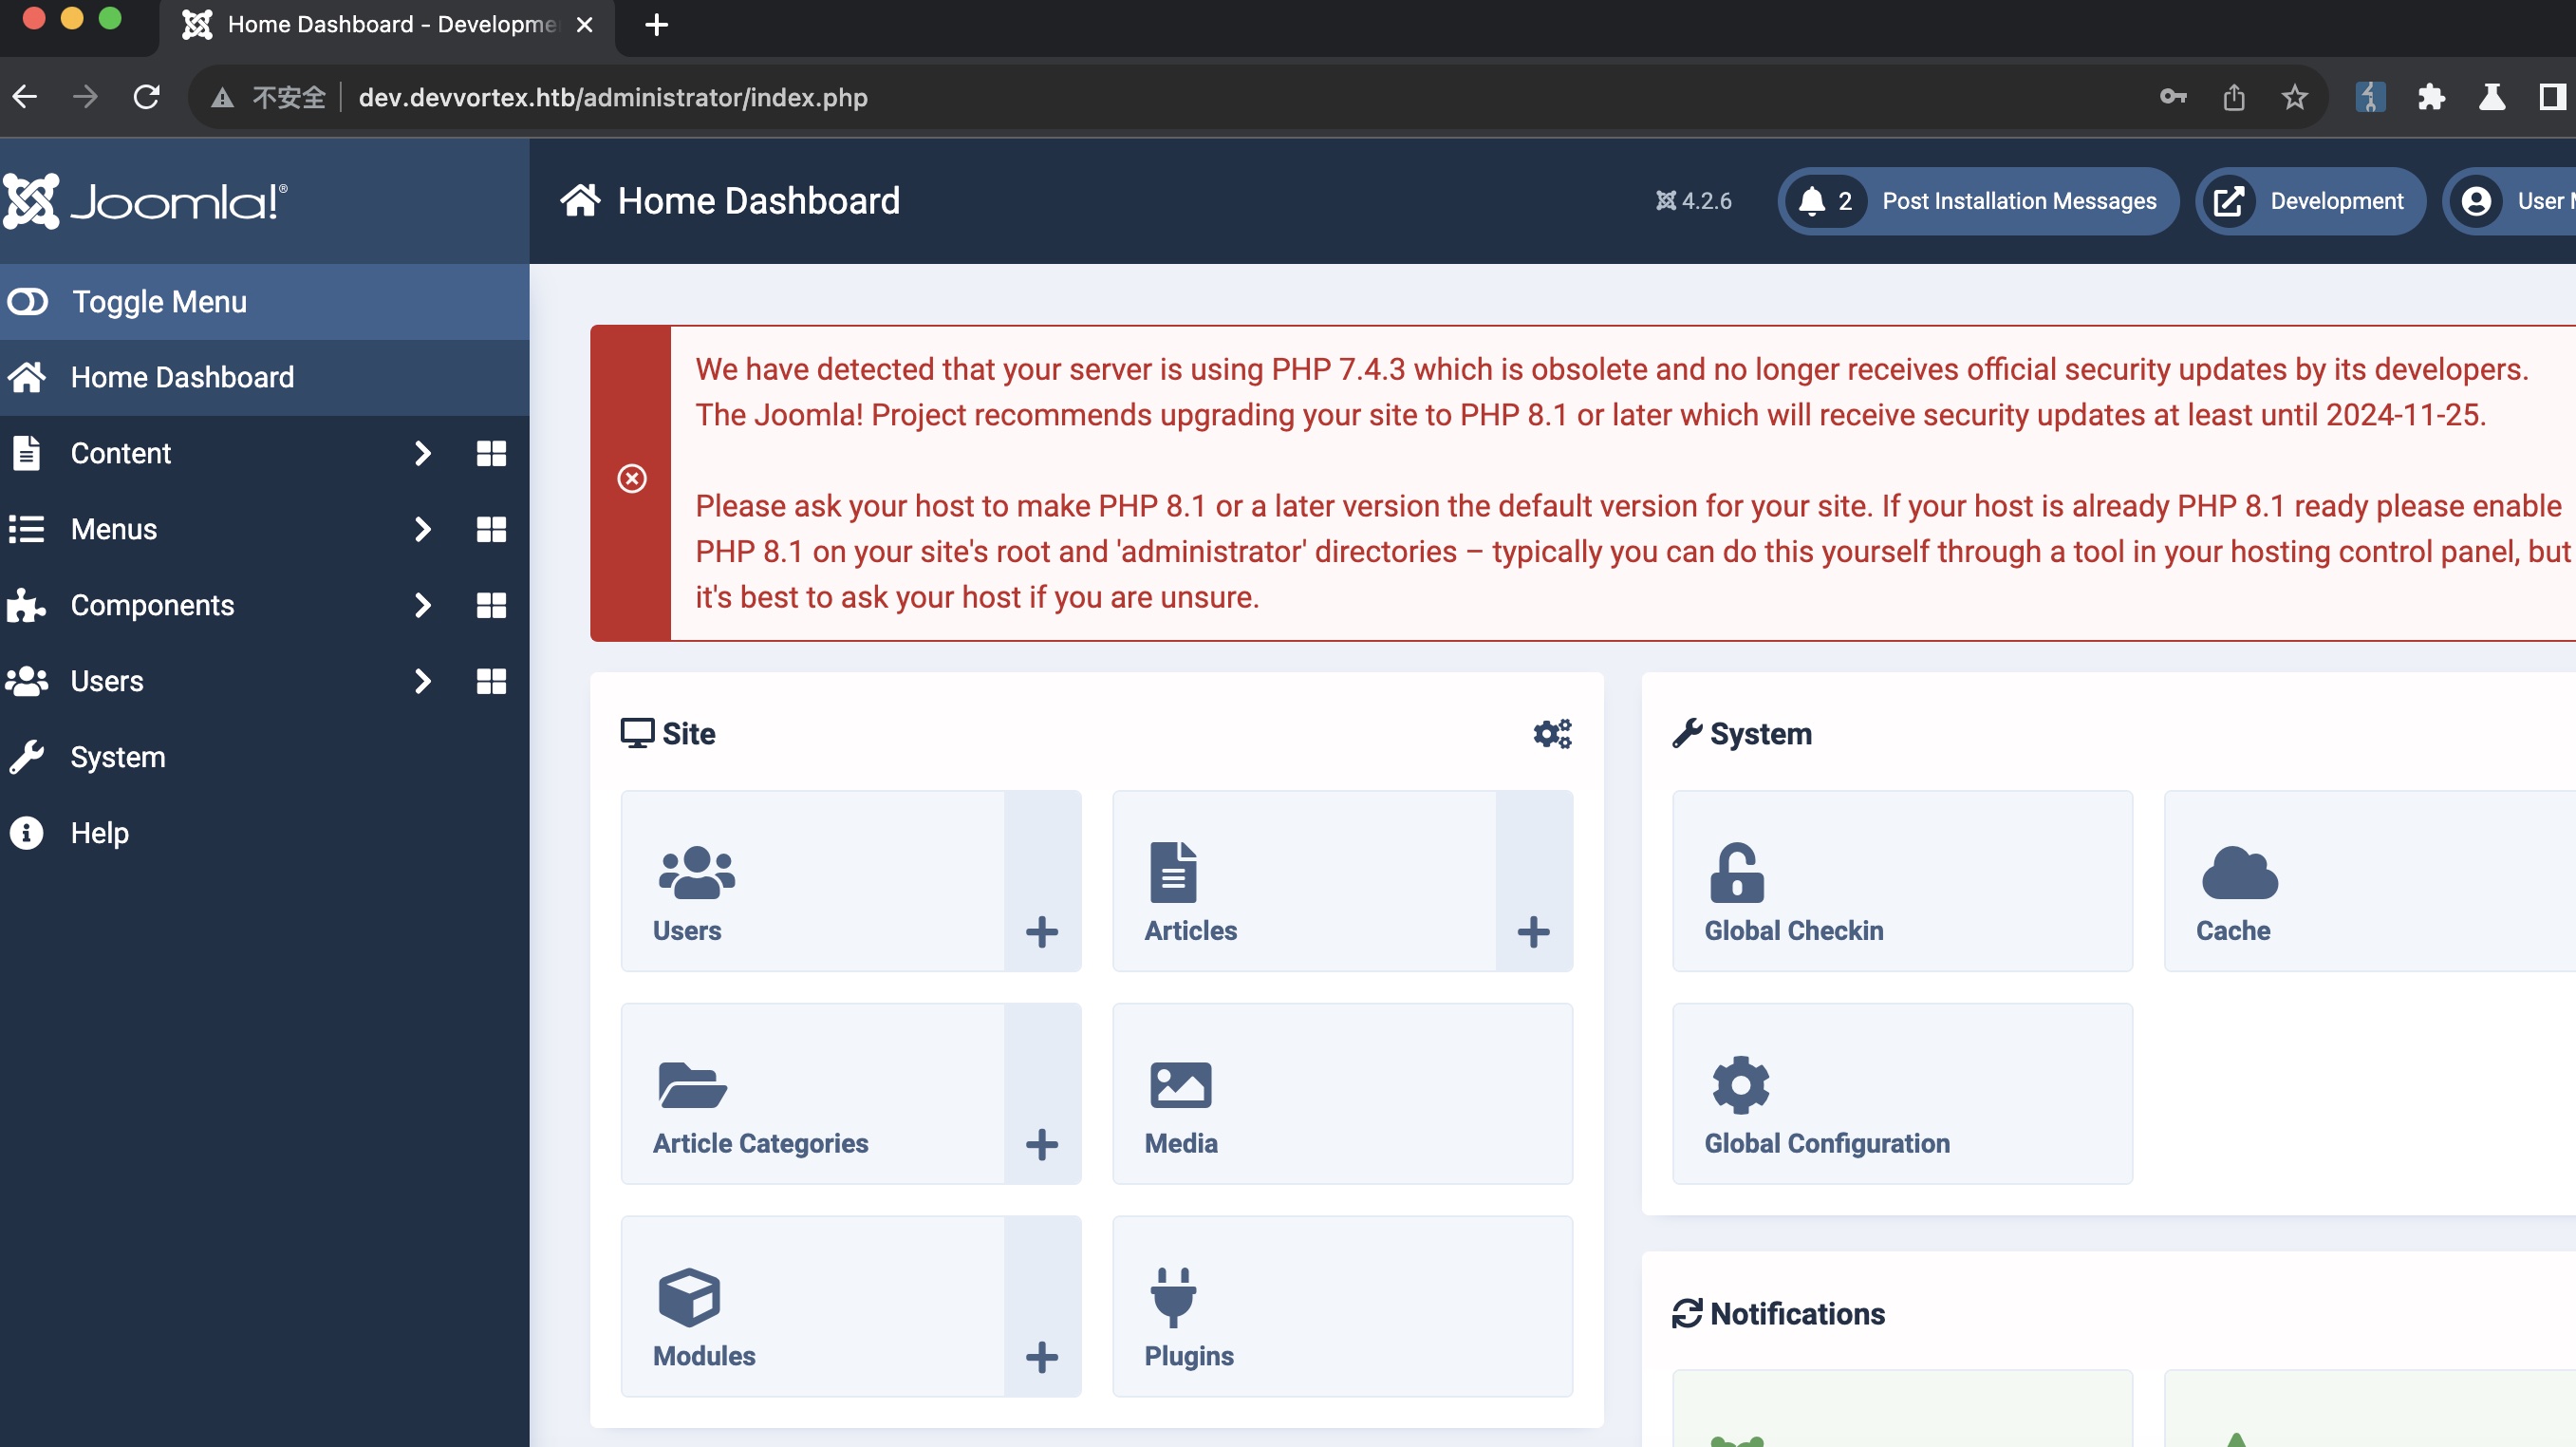 Home Dashboard - Developme
不安全 dev.devvortex.htb/administrator/index.php
Joomla!®
Home Dashboard
4.2.6
2 Post Installation Messages
Development
User
Toggle Menu
Home Dashboard
Content
Menus
Components
Users
System
Help
We have detected that your server is using PHP 7.4.3 which is obsolete and no longer receives official security updates by its developers.
The Joomla! Project recommends upgrading your site to PHP 8.1 or later which will receive security updates at least until 2024-11-25.
Please ask your host to make PHP 8.1 or a later version the default version for your site. If your host is already PHP 8.1 ready please enable
PHP 8.1 on your site's root and 'administrator' directories – typically you can do this yourself through a tool in your hosting control panel, but
it's best to ask your host if you are unsure.
Site
Users
Articles
Article Categories
Media
Modules
Plugins
System
Global Checkin
Cache
Global Configuration
Notifications